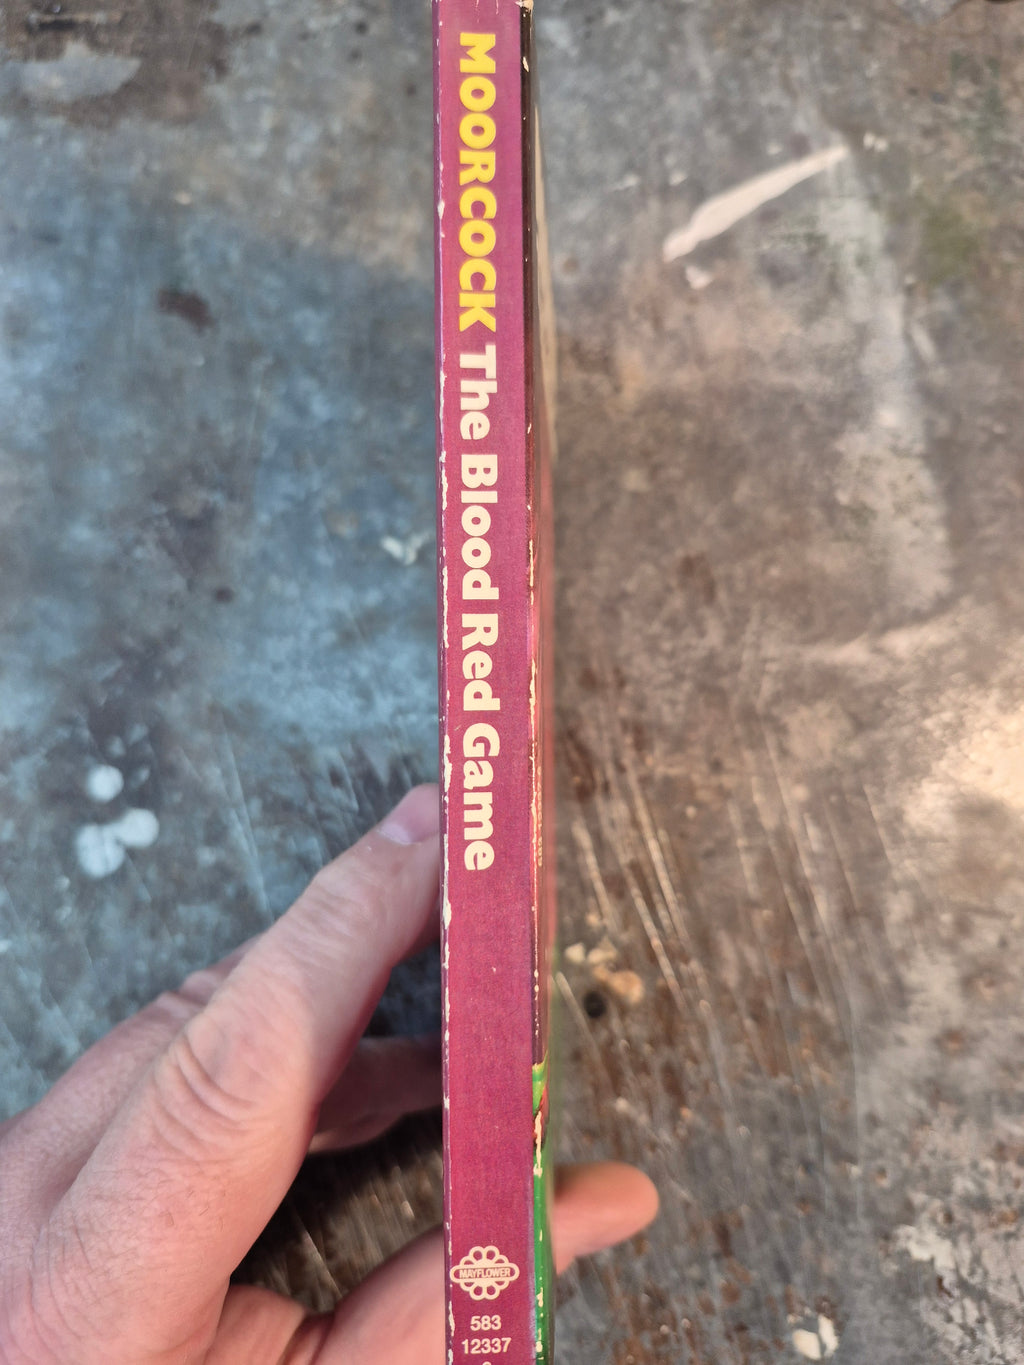 MOORCOCK The Blood Red Game
MAYFLOWER
583
12337